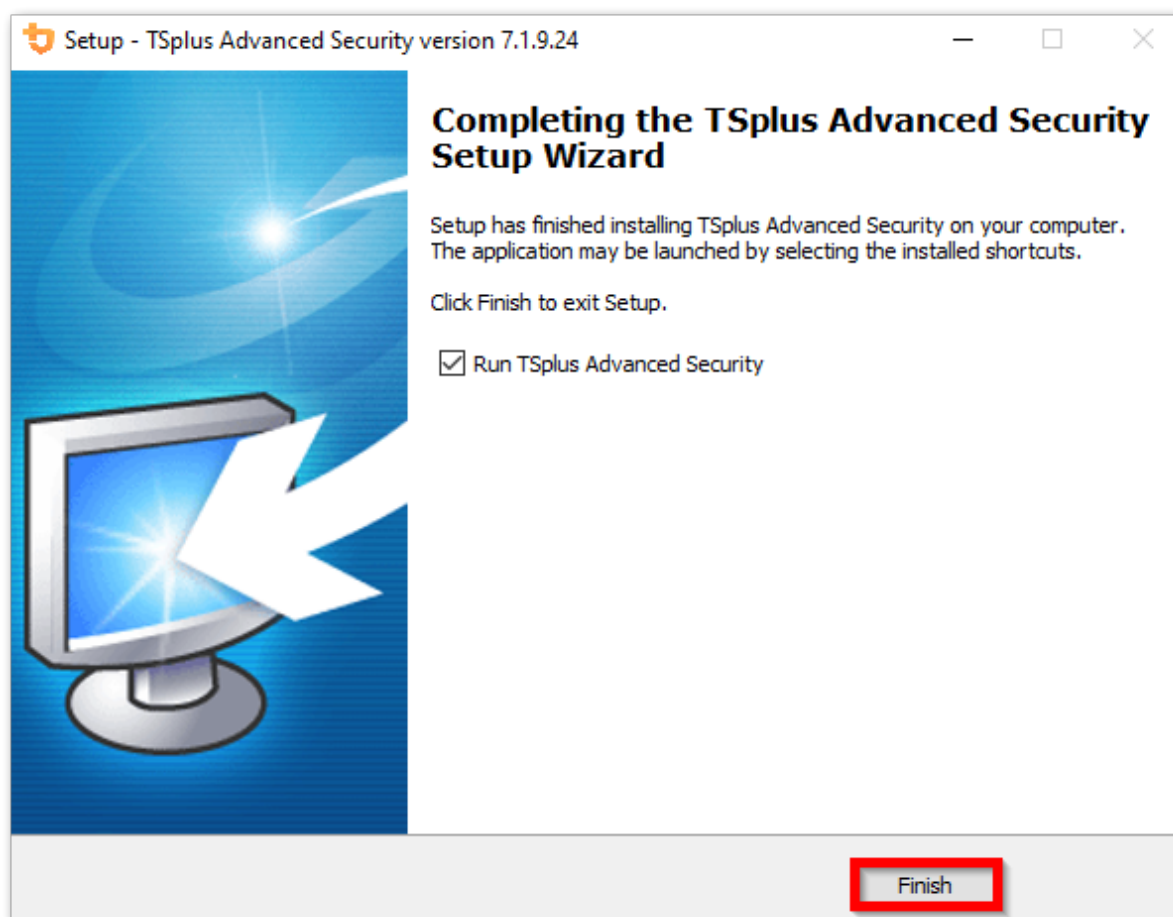 Setup - TSplus Advanced Security version 7.1.9.24
Completing the TSplus Advanced Security
Setup Wizard
Setup has finished installing TSplus Advanced Security on your computer.
The application may be launched by selecting the installed shortcuts.
Click Finish to exit Setup.
Run TSplus Advanced Security
Finish